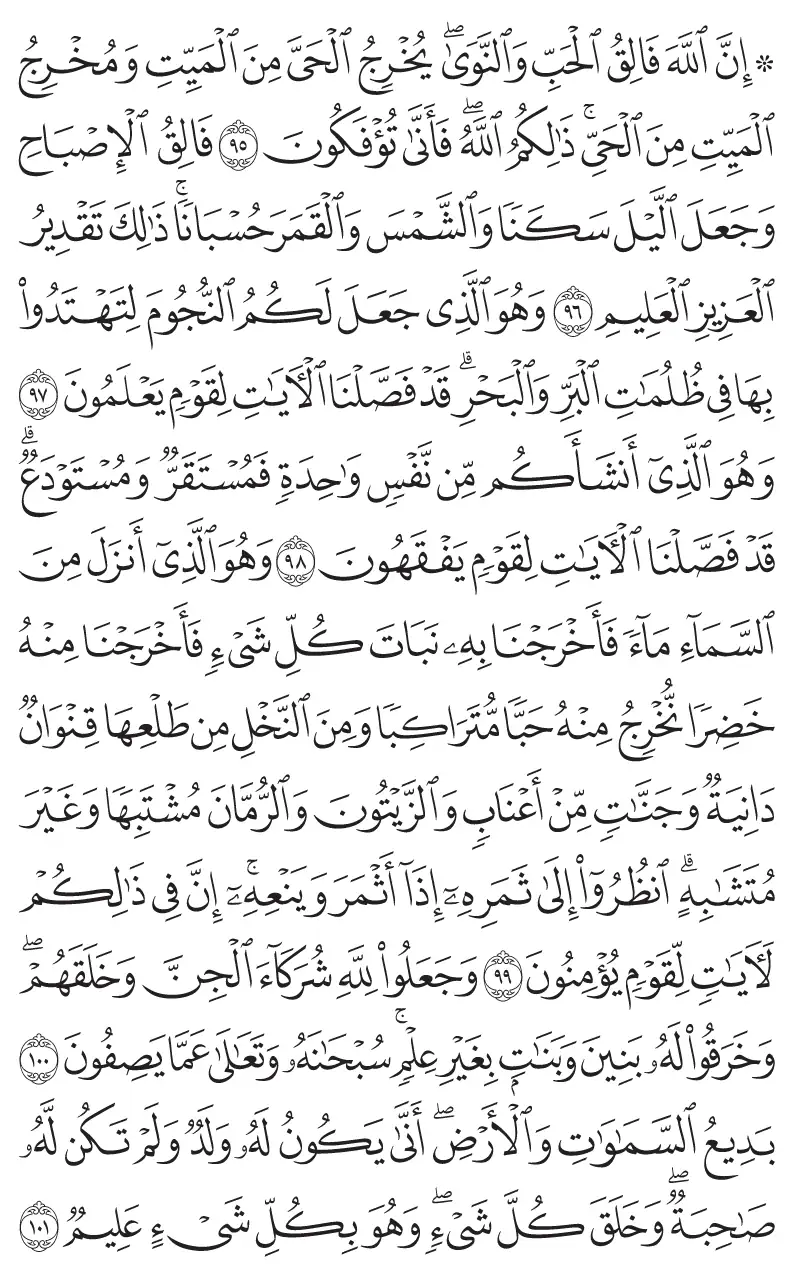 ۞ إِنَّ ٱللَّهَ فَالِقُ ٱلْحَبِّ وَٱلنَّوَىٰۖ يُخْرِجُ ٱلْحَىَّ مِنَ ٱلْمَيِّتِ وَمُخْرِجُ
ٱلْمَيِّتِ مِنَ ٱلْحَىِّۚ ذَٰلِكُمُ ٱللَّهُۖ فَأَنَّىٰ تُؤْفَكُونَ ۝٩٥ فَالِقُ ٱلْإِصْبَاحِ
وَجَعَلَ ٱلَّيْلَ سَكَنًا وَٱلشَّمْسَ وَٱلْقَمَرَ حُسْبَانًاۚ ذَٰلِكَ تَقْدِيرُ
ٱلْعَزِيزِ ٱلْعَلِيمِ ۝٩٦ وَهُوَ ٱلَّذِى جَعَلَ لَكُمُ ٱلنُّجُومَ لِتَهْتَدُوا۟
بِهَا فِى ظُلُمَٰتِ ٱلْبَرِّ وَٱلْبَحْرِۗ قَدْ فَصَّلْنَا ٱلْءَايَٰتِ لِقَوْمٍ يَعْلَمُونَ ۝٩٧
وَهُوَ ٱلَّذِىٓ أَنشَأَكُم مِّن نَّفْسٍ وَٰحِدَةٍ فَمُسْتَقَرٌّ وَمُسْتَوْدَعٌۗ
قَدْ فَصَّلْنَا ٱلْءَايَٰتِ لِقَوْمٍ يَفْقَهُونَ ۝٩٨ وَهُوَ ٱلَّذِىٓ أَنزَلَ مِنَ
ٱلسَّمَآءِ مَآءً فَأَخْرَجْنَا بِهِۦ نَبَاتَ كُلِّ شَىْءٍ فَأَخْرَجْنَا مِنْهُ
خَضِرًا نُّخْرِجُ مِنْهُ حَبًّا مُّتَرَاكِبًا وَمِنَ ٱلنَّخْلِ مِن طَلْعِهَا قِنْوَانٌ
دَانِيَةٌ وَجَنَّٰتٍ مِّنْ أَعْنَابٍ وَٱلزَّيْتُونَ وَٱلرُّمَّانَ مُشْتَبِهًا وَغَيْرَ
مُتَشَٰبِهٍۗ ٱنظُرُوٓا۟ إِلَىٰ ثَمَرِهِۦٓ إِذَآ أَثْمَرَ وَيَنْعِهِۦٓۚ إِنَّ فِى ذَٰلِكُمْ
لَءَايَٰتٍ لِّقَوْمٍ يُؤْمِنُونَ ۝٩٩ وَجَعَلُوا۟ لِلَّهِ شُرَكَآءَ ٱلْجِنَّ وَخَلَقَهُمْۖ
وَخَرَقُوا۟ لَهُۥ بَنِينَ وَبَنَٰتٍۭ بِغَيْرِ عِلْمٍۚ سُبْحَٰنَهُۥ وَتَعَٰلَىٰ عَمَّا يَصِفُونَ ۝١٠٠
بَدِيعُ ٱلسَّمَٰوَٰتِ وَٱلْأَرْضِۖ أَنَّىٰ يَكُونُ لَهُۥ وَلَدٌ وَلَمْ تَكُن لَّهُۥ
صَٰحِبَةٌۖ وَخَلَقَ كُلَّ شَىْءٍۖ وَهُوَ بِكُلِّ شَىْءٍ عَلِيمٌ ۝١٠١